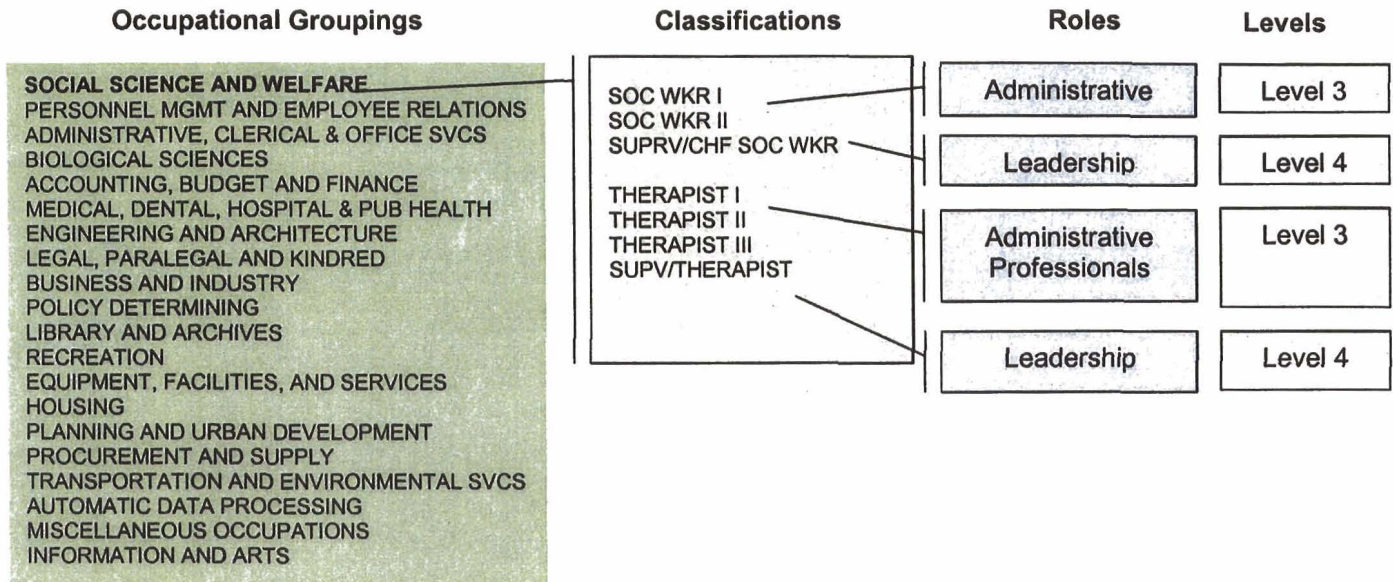 Occupational Groupings
Classifications
Roles
Levels
SOCIAL SCIENCE AND WELFARE
PERSONNEL MGMT AND EMPLOYEE RELATIONS
ADMINISTRATIVE, CLERICAL & OFFICE SVCS
BIOLOGICAL SCIENCES
ACCOUNTING, BUDGET AND FINANCE
MEDICAL, DENTAL, HOSPITAL & PUB HEALTH
ENGINEERING AND ARCHITECTURE
LEGAL, PARALEGAL AND KINDRED
BUSINESS AND INDUSTRY
POLICY DETERMINING
LIBRARY AND ARCHIVES
RECREATION
EQUIPMENT, FACILITIES, AND SERVICES
HOUSING
PLANNING AND URBAN DEVELOPMENT
PROCUREMENT AND SUPPLY
TRANSPORTATION AND ENVIRONMENTAL SVCS
AUTOMATIC DATA PROCESSING
MISCELLANEOUS OCCUPATIONS
INFORMATION AND ARTS
SOC WKR I
SOC WKR II
SUPRV/CHF SOC WKR
THERAPIST I
THERAPIST II
THERAPIST III
SUPV/THERAPIST
Administrative
Level 3
Leadership
Level 4
Administrative
Professionals
Level 3
Leadership
Level 4